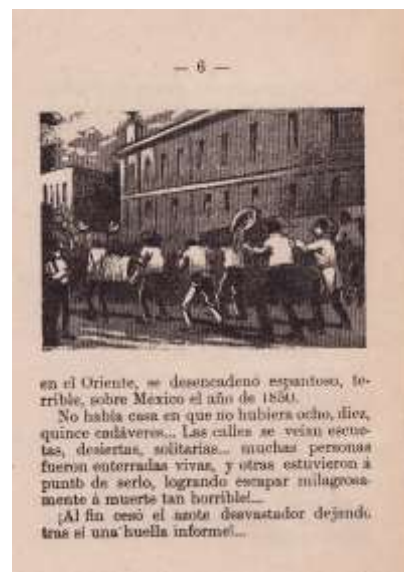 — 6 —
en el Oriente, se desencadenó espantoso, te-
rrible, sobre México el año de 1850.
No había casa en que no hubiera ocho, diez,
quince cadáveres... Las calles se veían escue-
tas, desiertas, solitarias... muchas personas
fueron enterradas vivas, y otras estuvieron á
punto de serlo, logrando escapar milagrosa-
mente á muerte tan horrible!...
¡Al fin cesó el azote desvastador dejando
tras sí una huella informe!...